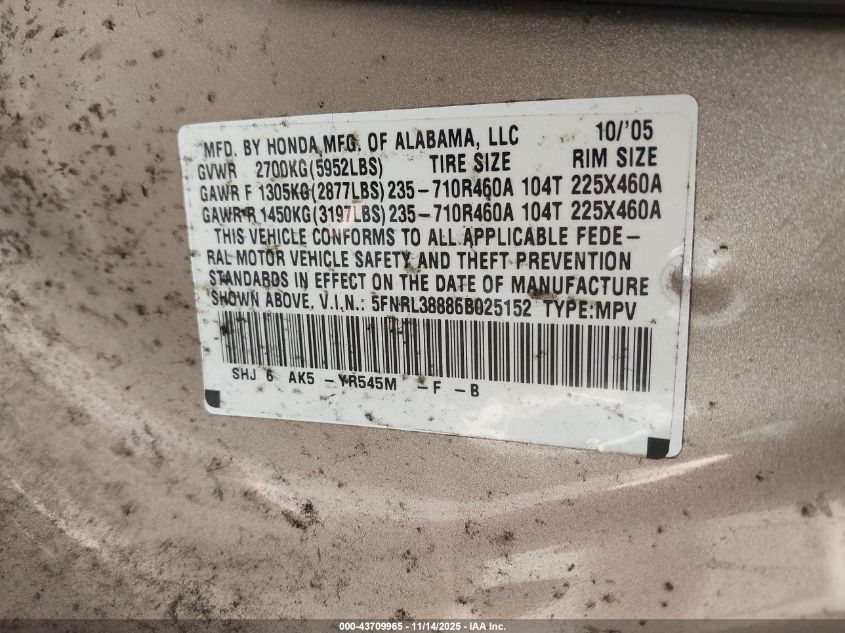 MFD. BY HONDA MFG. OF ALABAMA, LLC 10/'05
GVWR 2700KG(5952LBS) TIRE SIZE RIM SIZE
GAWR F 1305KG(2877LBS) 235-710R460A 104T 225X460A
GAWR R 1450KG(3197LBS) 235-710R460A 104T 225X460A
THIS VEHICLE CONFORMS TO ALL APPLICABLE FEDE-
RAL MOTOR VEHICLE SAFETY AND THEFT PREVENTION
STANDARDS IN EFFECT ON THE DATE OF MANUFACTURE
SHOWN ABOVE. V.I.N.: 5FNRL38886B025152 TYPE:MPV
SHJ 6 AK5 -YR545M -F -B
000-43709965 - 11/14/2025 - IAA Inc.